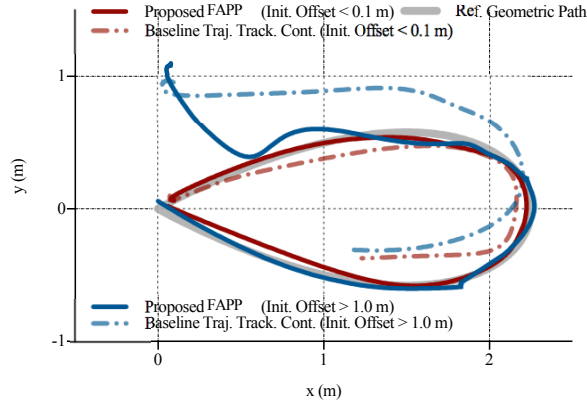 Proposed FAPP (Init. Offset < 0.1 m) Ref. Geometric Path
Baseline Traj. Track. Cont. (Init. Offset < 0.1 m)
1
y (m)
0
Proposed FAPP (Init. Offset > 1.0 m)
Baseline Traj. Track. Cont. (Init. Offset > 1.0 m)
-1
0 1 2
x (m)